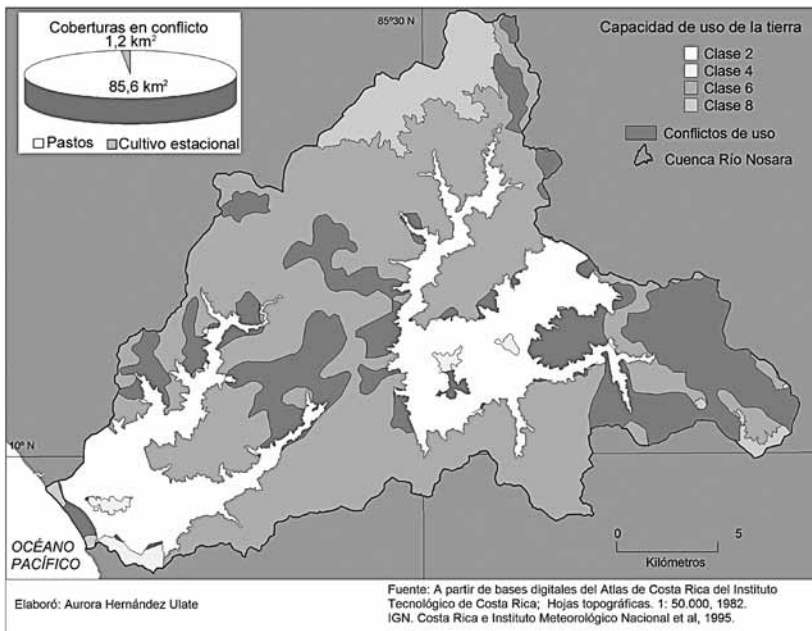 Coberturas en conflicto
1,2 km²
85,6 km²
Pastos
Cultivo estacional
85º30 N
Capacidad de uso de la tierra
Clase 2
Clase 4
Clase 6
Clase 8
Conflictos de uso
Cuenca Río Nosara
10º N
OCÉANO
PACÍFICO
0
5
Kilómetros
Elaboró: Aurora Hernández Ulate
Fuente: A partir de bases digitales del Atlas de Costa Rica del Instituto
Tecnológico de Costa Rica; Hojas topográficas. 1: 50.000, 1982.
IGN. Costa Rica e Instituto Meteorológico Nacional et al, 1995.